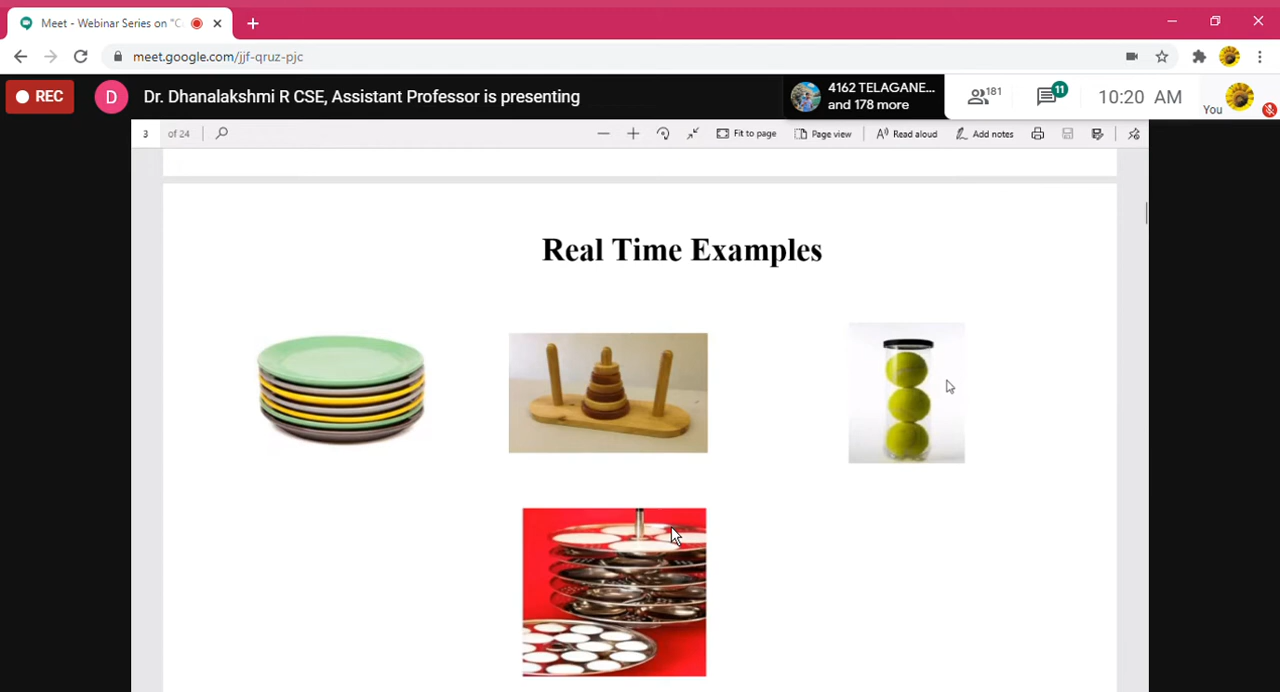 Meet - Webinar Series on "C
meet.google.com/jjf-qruz-pjc
REC
D
Dr. Dhanalakshmi R CSE, Assistant Professor is presenting
4162 TELAGANE...
and 178 more
181
11
10:20 AM
You
3 of 24
Fit to page
Page view
Read aloud
Add notes
Real Time Examples